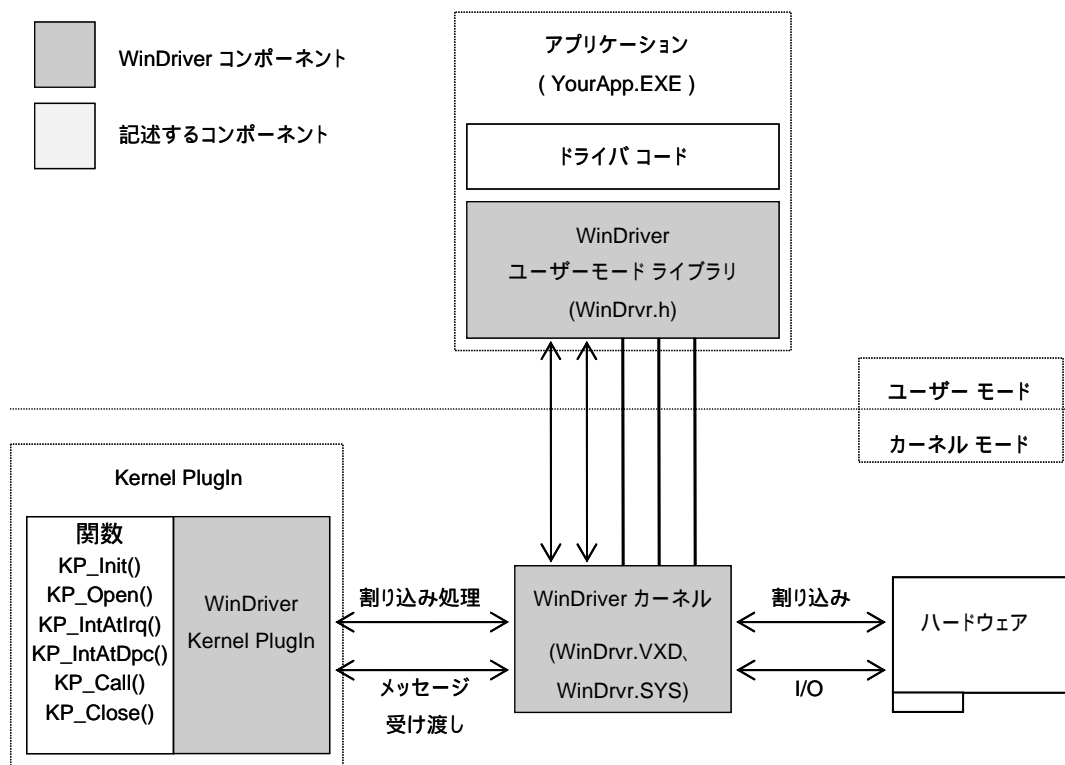 WinDriver コンポーネント
記述するコンポーネント
アプリケーション
( YourApp.EXE )
ドライバ コード
WinDriver
ユーザーモード ライブラリ
(WinDrvr.h)
ユーザー モード
カーネル モード
Kernel PlugIn
関数
KP_Init()
KP_Open()
KP_IntAtIrq()
KP_IntAtDpc()
KP_Call()
KP_Close()
WinDriver
Kernel PlugIn
割り込み処理
メッセージ
受け渡し
WinDriver カーネル
(WinDrvr.VXD、
WinDrvr.SYS)
割り込み
I/O
ハードウェア